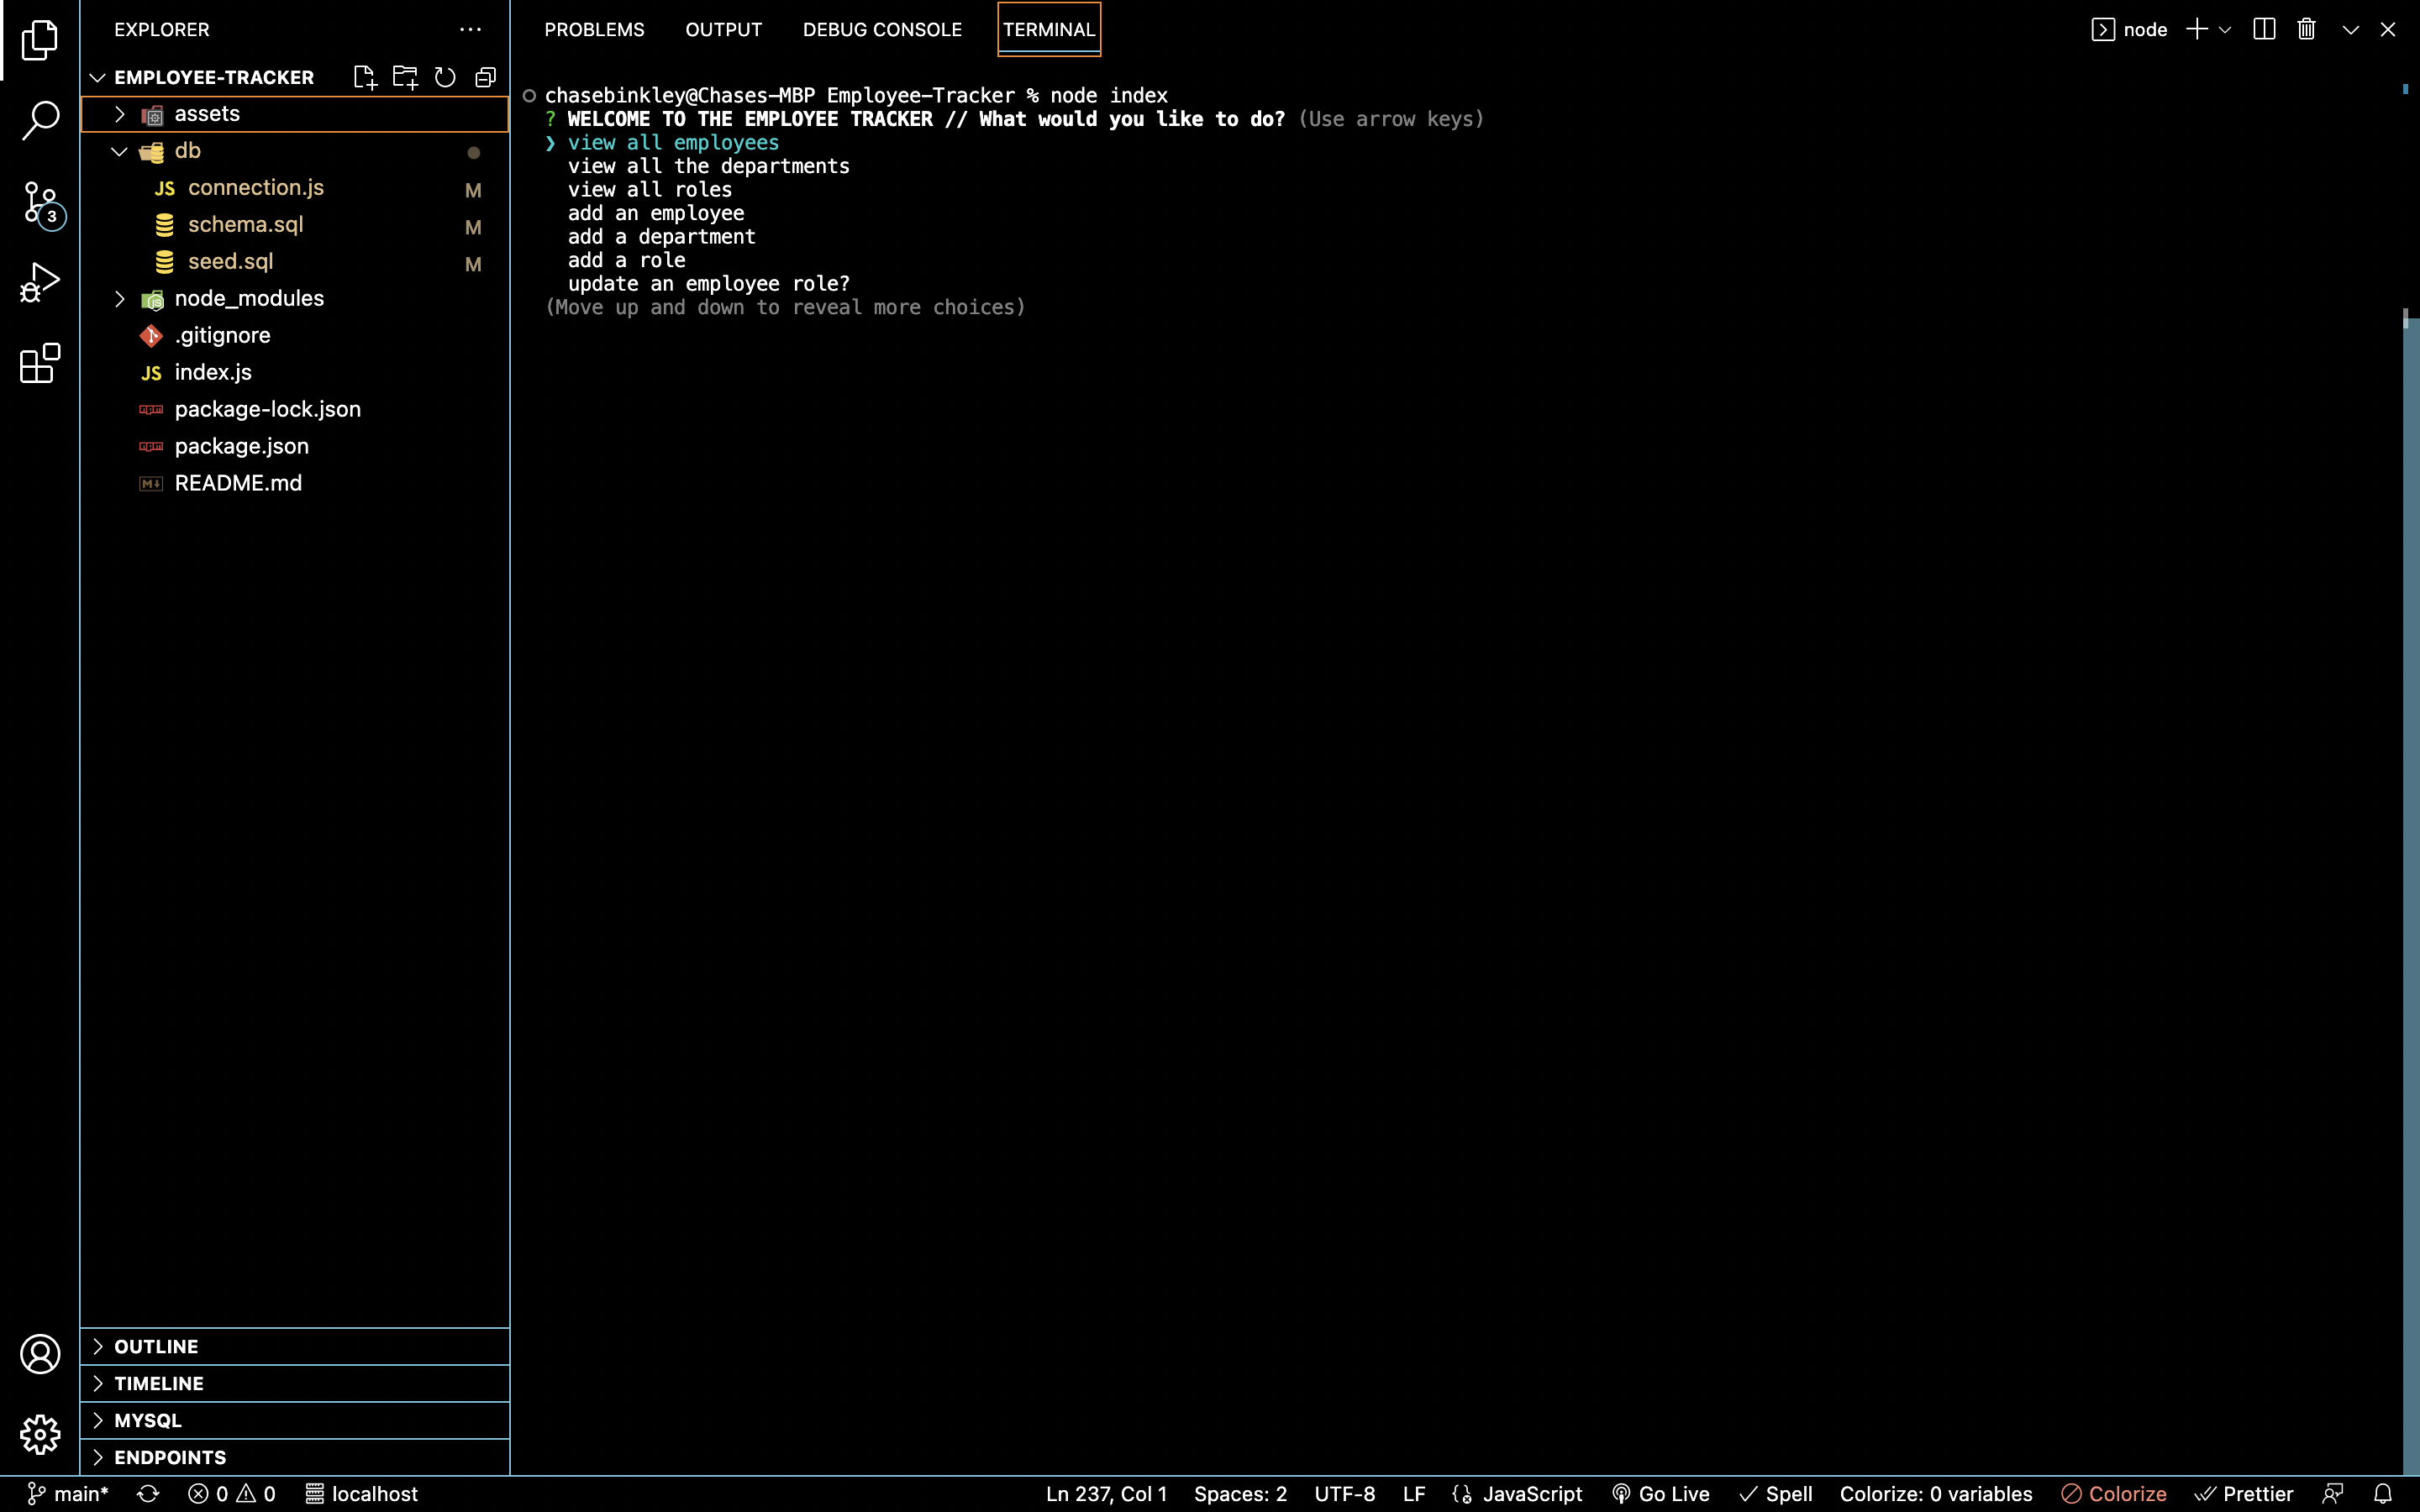 EXPLORER
EMPLOYEE-TRACKER
assets
db
JS connection.js M
schema.sql M
seed.sql M
node_modules
.gitignore
JS index.js
package-lock.json
package.json
README.md
OUTLINE
TIMELINE
MYSQL
ENDPOINTS
3
PROBLEMS OUTPUT DEBUG CONSOLE TERMINAL
node
chasebinkley@Chases-MBP Employee-Tracker % node index
? WELCOME TO THE EMPLOYEE TRACKER // What would you like to do? (Use arrow keys)
❯ view all employees
view all the departments
view all roles
add an employee
add a department
add a role
update an employee role?
(Move up and down to reveal more choices)
main* 0 0 localhost Ln 237, Col 1 Spaces: 2 UTF-8 LF JavaScript Go Live Spell Colorize: 0 variables Colorize Prettier